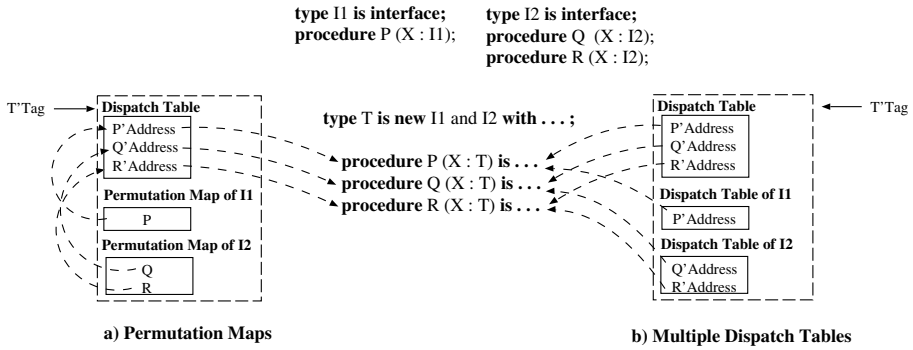 type I1 is interface;
procedure P (X : I1);
type I2 is interface;
procedure Q (X : I2);
procedure R (X : I2);
T'Tag
Dispatch Table
P'Address
Q'Address
R'Address
Permutation Map of I1
P
Permutation Map of I2
Q
R
a) Permutation Maps
type T is new I1 and I2 with . . . ;
procedure P (X : T) is . . .
procedure Q (X : T) is . . .
procedure R (X : T) is . . .
Dispatch Table
T'Tag
P'Address
Q'Address
R'Address
Dispatch Table of I1
P'Address
Dispatch Table of I2
Q'Address
R'Address
b) Multiple Dispatch Tables